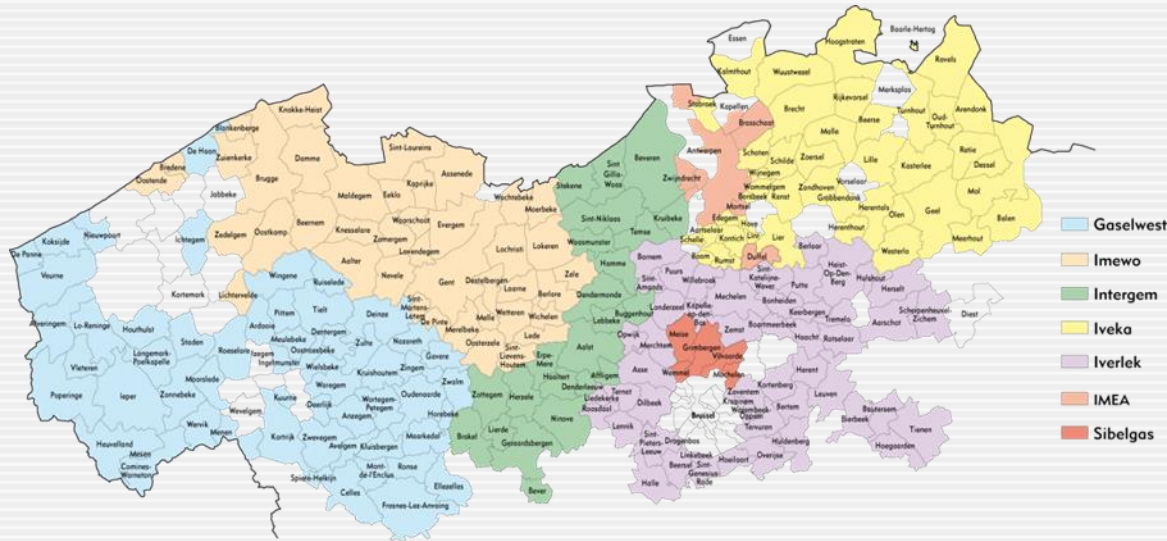 Baarle-Hertog
Essen
Hoogstraten
Ravels
Kalmthout
Wuustwezel
Merksplas
Knokke-Heist
Stabroek
Kapellen
Brecht
Rijkevorsel
Turnhout
Arendonk
Beerse
Oud-
Turnhout
Blankenberge
Brasschaat
Malle
De Haan
Zuienkerke
Damme
Sint-Laureins
Antwerpen
Schoten
Retie
Bredene
Oostende
Brugge
Assenede
Beveren
Schilde
Zoersel
Lille
Kasterlee
Dessel
Jabbeke
Maldegem
Eeklo
Kaprijke
Sint
Gillis-
Waas
Zwijndrecht
Wijnegem
Wommelgem
Borsbeek
Ranst
Zandhoven
Vorselaar
Grobbendonk
Mol
Stekene
Wachtebeke
Moerbeke
Mortsel
Herentals
Olen
Geel
Balen
Koksijde
Nieuwpoort
Ichtegem
Zedelgem
Oostkamp
Beernem
Knesselare
Waarschoot
Evergem
Sint-Niklaas
Kruibeke
Edegem
Aartselaar
Hove
Lint
Lier
Herenthout
Meerhout
Gaselwest
De Panne
Zomergem
Lovendegem
Lochristi
Lokeren
Waasmunster
Temse
Schelle
Kontich
Berlaar
Westerlo
Veurne
Aalter
Nevele
Gent
Destelbergen
Zele
Hamme
Bornem
Boom
Rumst
Duffel
Heist-
Op-Den-
Berg
Hulshout
Imewo
Kortemark
Lichtervelde
Wingene
Ruiselede
Laarne
Berlare
Dendermonde
Sint-
Amands
Puurs
Willebroek
Sint-
Katelijne-
Waver
Putte
Herselt
Intergem
Alveringem
Lo-Reninge
Houthulst
Staden
Ardooie
Pittem
Tielt
Deinze
Sint-
Martens-
Latem
De Pinte
Melle
Wetteren
Wichelen
Lebbeke
Buggenhout
Londerzeel
Kapelle-
op-den-
Bos
Mechelen
Bonheiden
Keerbergen
Tremelo
Aarschot
Scherpenheuvel-
Zichem
Diest
Iveka
Vleteren
Langemark-
Poelkapelle
Roeselare
Meulebeke
Dentergem
Oostrozebeke
Zulte
Nazareth
Merelbeke
Oosterzele
Lede
Aalst
Opwijk
Merchtem
Meise
Zemst
Boortmeerbeek
Haacht
Rotselaar
Iverlek
Izegem
Ingelmunster
Wielsbeke
Kruishoutem
Gavere
Zingem
Sint-
Lievens-
Houtem
Erpe-
Mere
Haaltert
Affligem
Denderleeuw
Asse
Wemmel
Grimbergen
Vilvoorde
Machelen
Herent
IMEA
Poperinge
Ieper
Zonnebeke
Moorslede
Waregem
Wortegem-
Petegem
Oudenaarde
Zwalm
Zottegem
Herzele
Liedekerke
Roosdaal
Ternat
Dilbeek
Zaventem
Kraainem
Kortenberg
Leuven
Bierbeek
Boutersem
Tienen
Sibelgas
Wevelgem
Kuurne
Deerlijk
Anzegem
Horebeke
Lierde
Ninove
Lennik
Brussel
Wezembeek-
Oppem
Bertem
Tervuren
Hoegaarden
Heuvelland
Wervik
Menen
Kortrijk
Zwevegem
Avelgem
Kluisbergen
Maarkedal
Brakel
Geraardsbergen
Sint-
Pieters-
Leeuw
Drogenbos
Linkebeek
Beersel
Sint-
Genesius-
Rode
Hoeilaart
Overijse
Huldenberg
Mesen
Comines-
Warneton
Spiere-Helkijn
Mont-
de-l'Enclus
Ronse
Celles
Ellezelles
Frasnes-Lez-Anvaing
Bever
Halle